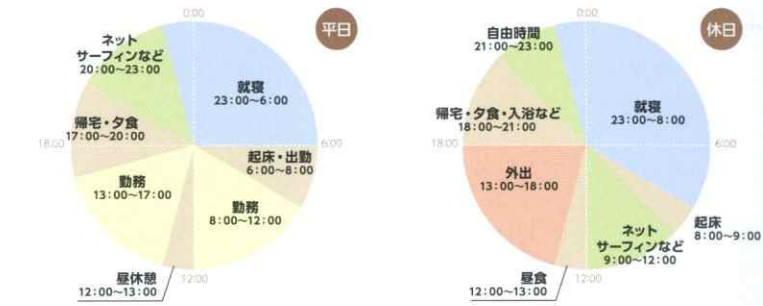 平日
0:00
6:00
12:00
18:00
就寝
23:00~6:00
起床・出勤
6:00~8:00
勤務
8:00~12:00
昼休憩
12:00~13:00
勤務
13:00~17:00
帰宅・夕食
17:00~20:00
ネット
サーフィンなど
20:00~23:00
休日
0:00
6:00
12:00
18:00
就寝
23:00~8:00
起床
8:00~9:00
ネット
サーフィンなど
9:00~12:00
昼食
12:00~13:00
外出
13:00~18:00
帰宅・夕食・入浴など
18:00~21:00
自由時間
21:00~23:00